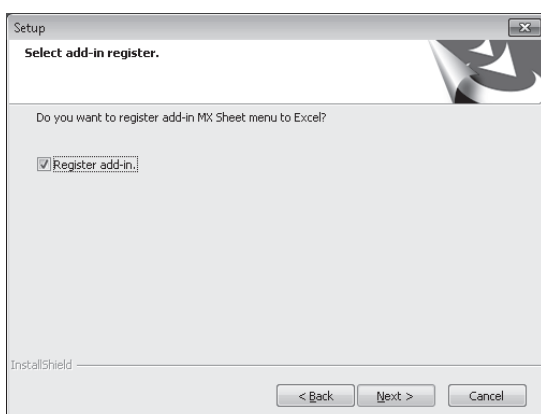 Setup
Select add-in register.
Do you want to register add-in MX Sheet menu to Excel?
Register add-in.
InstallShield
< Back Next > Cancel